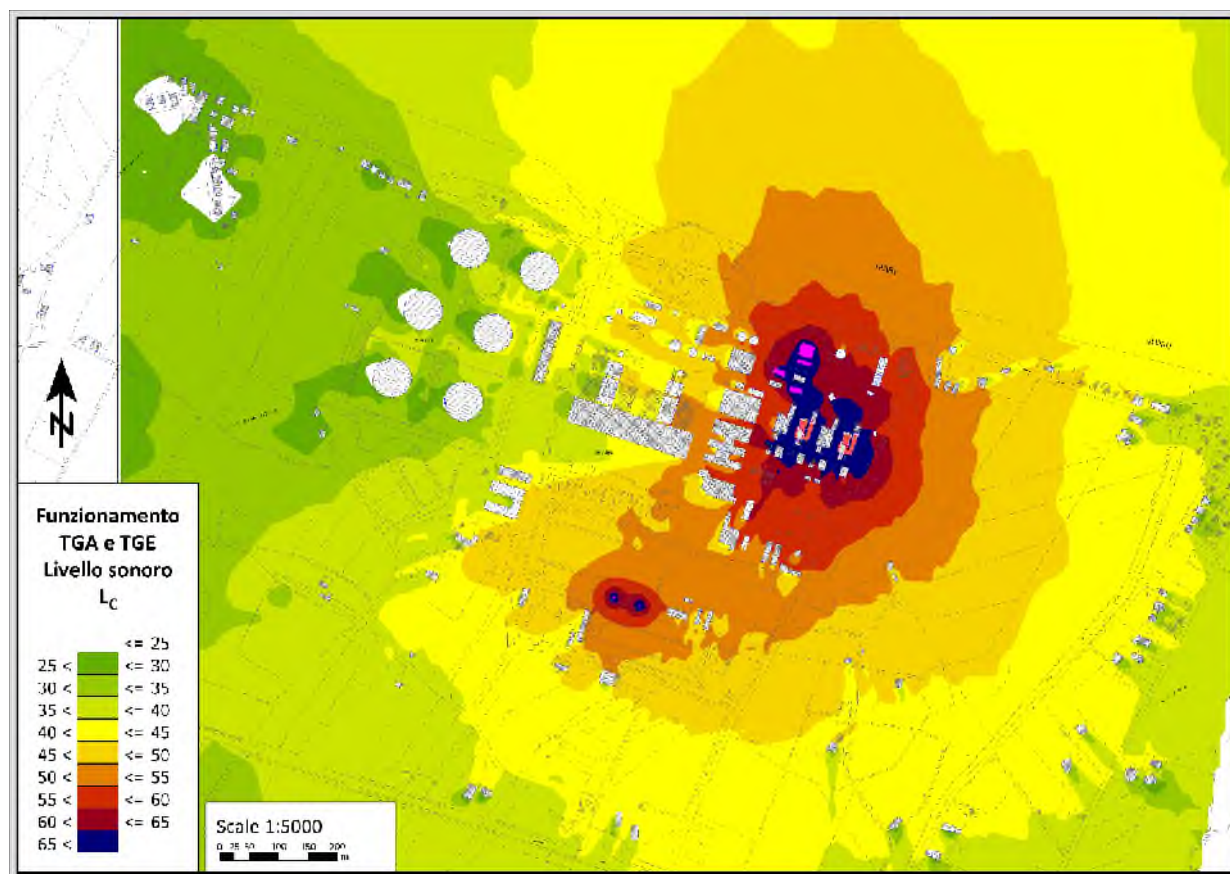 N
Funzionamento
TGA e TGE
Livello sonoro
L_C
<= 25
25 < <= 30
30 < <= 35
35 < <= 40
40 < <= 45
45 < <= 50
50 < <= 55
55 < <= 60
60 < <= 65
65 <
Scale 1:5000
0 25 50 100 150 200
m